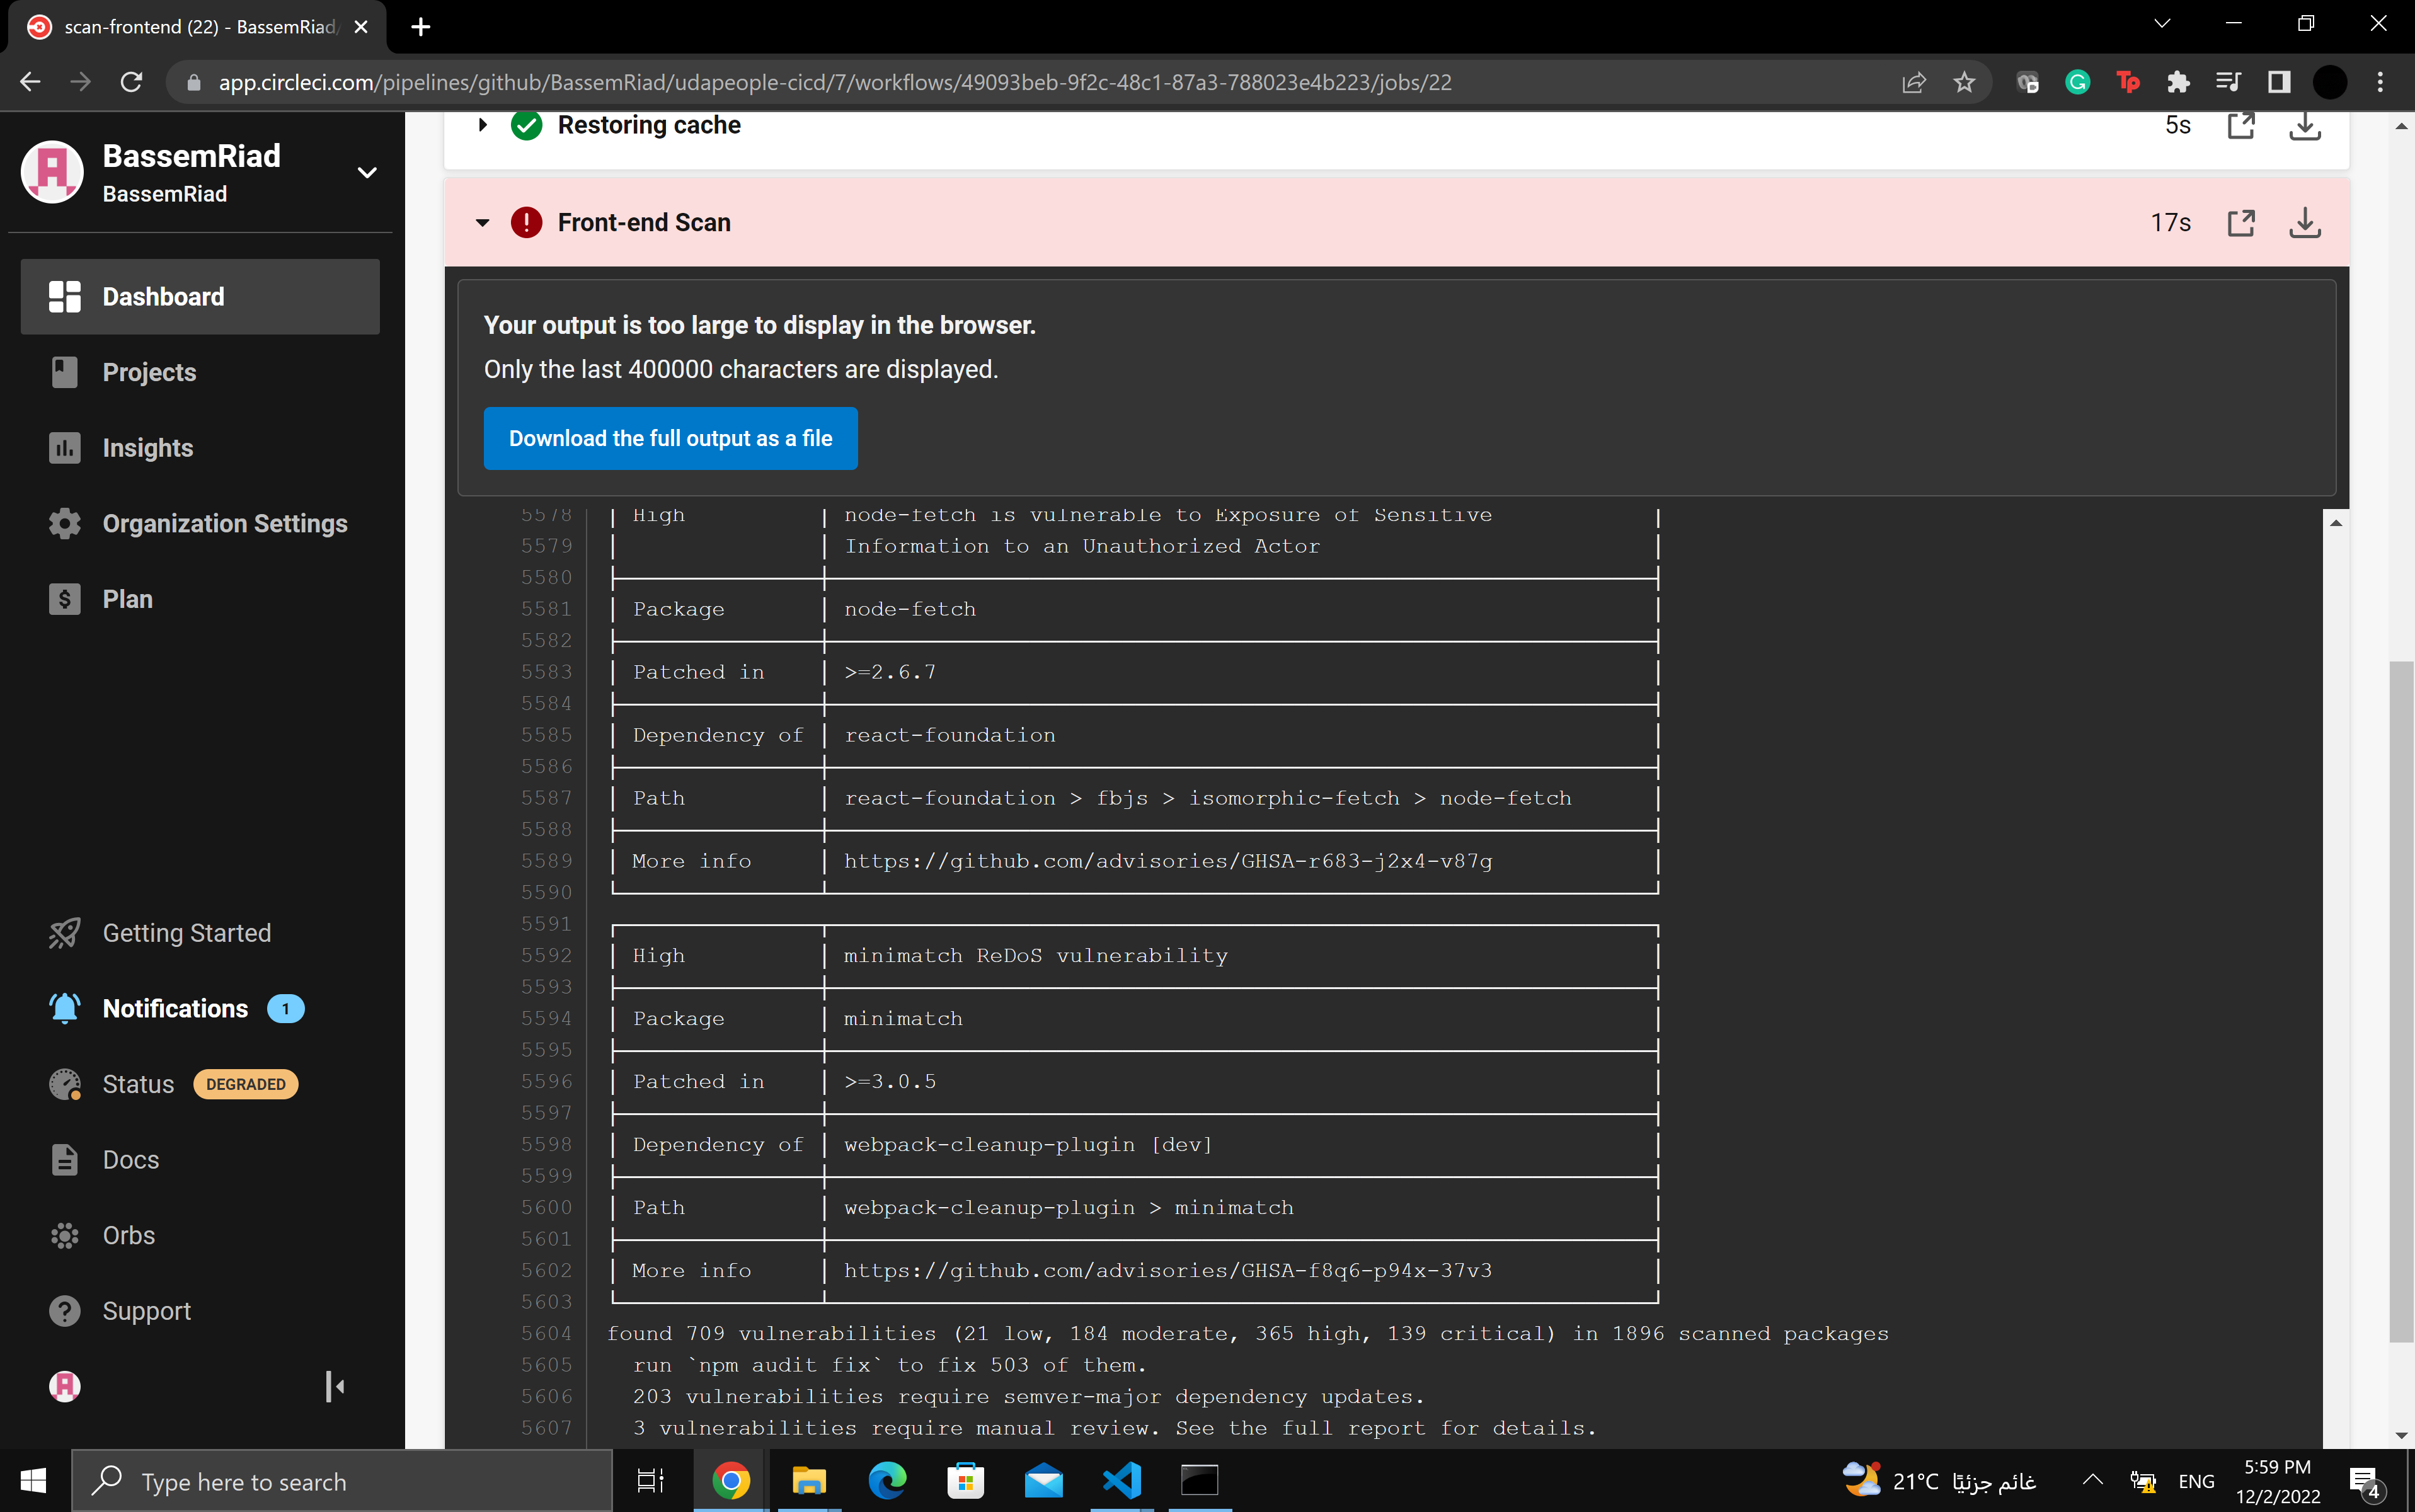 scan-frontend (22) - BassemRiad/
app.circleci.com/pipelines/github/BassemRiad/udapeople-cicd/7/workflows/49093beb-9f2c-48c1-87a3-788023e4b223/jobs/22
BassemRiad
BassemRiad
Dashboard
Projects
Insights
Organization Settings
Plan
Getting Started
Notifications 1
Status DEGRADED
Docs
Orbs
Support
Restoring cache 5s
Front-end Scan 17s
Your output is too large to display in the browser.
Only the last 400000 characters are displayed.
Download the full output as a file
5578 High node-fetch is vulnerable to Exposure of Sensitive
5579 Information to an Unauthorized Actor
5580
5581 Package node-fetch
5582
5583 Patched in >=2.6.7
5584
5585 Dependency of react-foundation
5586
5587 Path react-foundation > fbjs > isomorphic-fetch > node-fetch
5588
5589 More info https://github.com/advisories/GHSA-r683-j2x4-v87g
5590
5591
5592 High minimatch ReDoS vulnerability
5593
5594 Package minimatch
5595
5596 Patched in >=3.0.5
5597
5598 Dependency of webpack-cleanup-plugin [dev]
5599
5600 Path webpack-cleanup-plugin > minimatch
5601
5602 More info https://github.com/advisories/GHSA-f8q6-p94x-37v3
5603
5604 found 709 vulnerabilities (21 low, 184 moderate, 365 high, 139 critical) in 1896 scanned packages
5605 run `npm audit fix` to fix 503 of them.
5606 203 vulnerabilities require semver-major dependency updates.
5607 3 vulnerabilities require manual review. See the full report for details.
Type here to search
21°C غائم جزئيًا
ENG
5:59 PM
12/2/2022
4